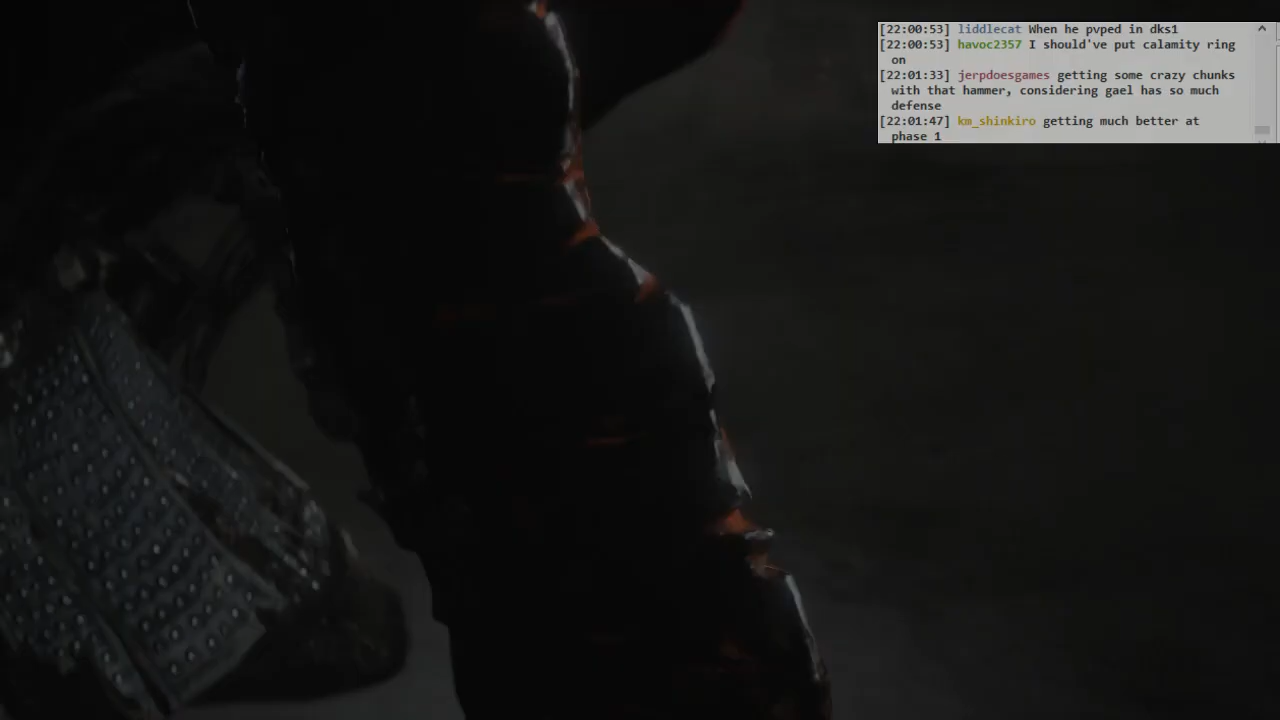 [22:00:53] liddlecat When he pvped in dks1
[22:00:53] havoc2357 I should've put calamity ring
on
[22:01:33] jerpdoesgames getting some crazy chunks
with that hammer, considering gael has so much
defense
[22:01:47] km_shinkiro getting much better at
phase 1